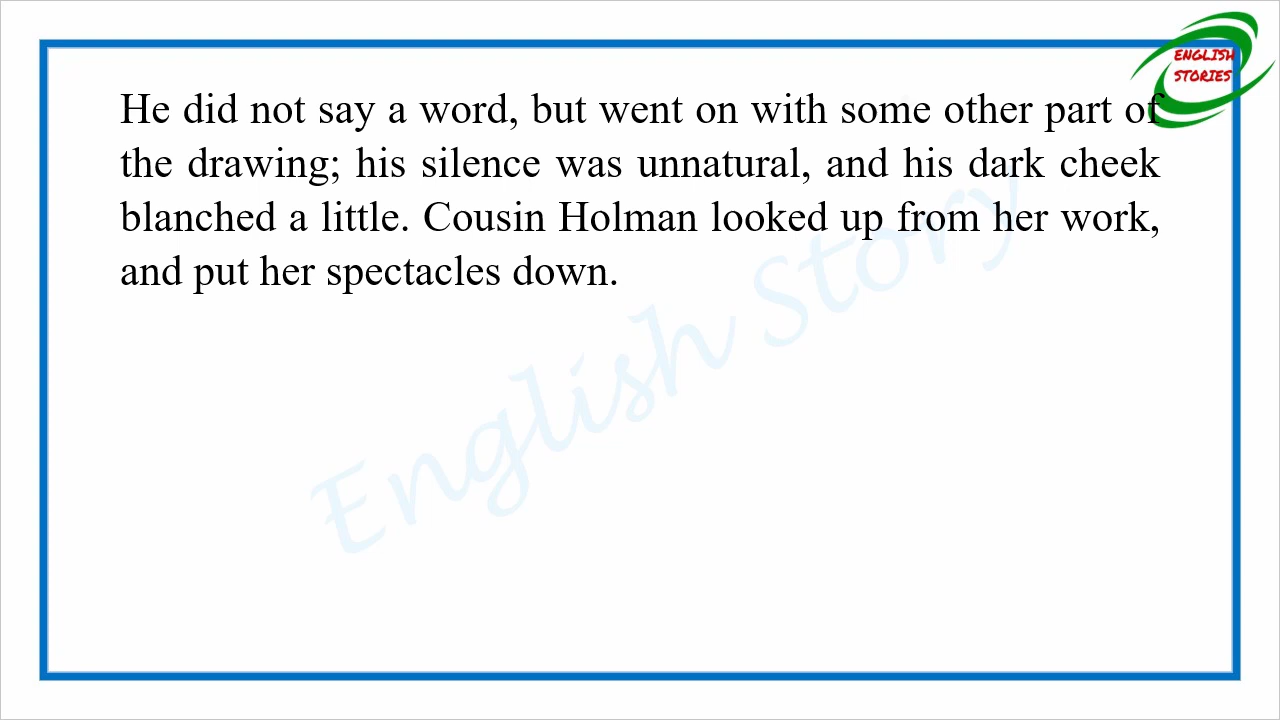 ENGLISH
STORIES
He did not say a word, but went on with some other part of
the drawing; his silence was unnatural, and his dark cheek
blanched a little. Cousin Holman looked up from her work,
and put her spectacles down.
English Story